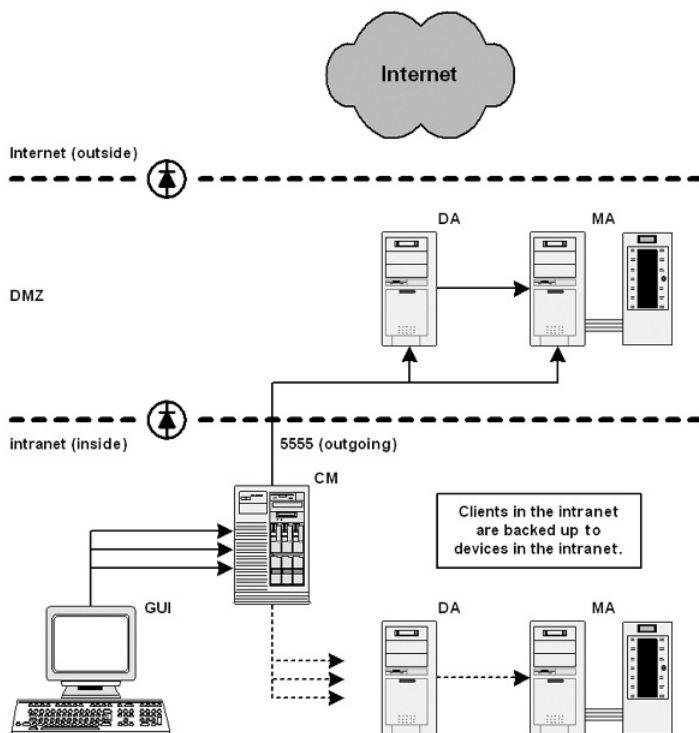 Internet
Internet (outside)
DA
MA
DMZ
intranet (inside)
5555 (outgoing)
CM
Clients in the intranet
are backed up to
devices in the intranet.
GUI
DA
MA